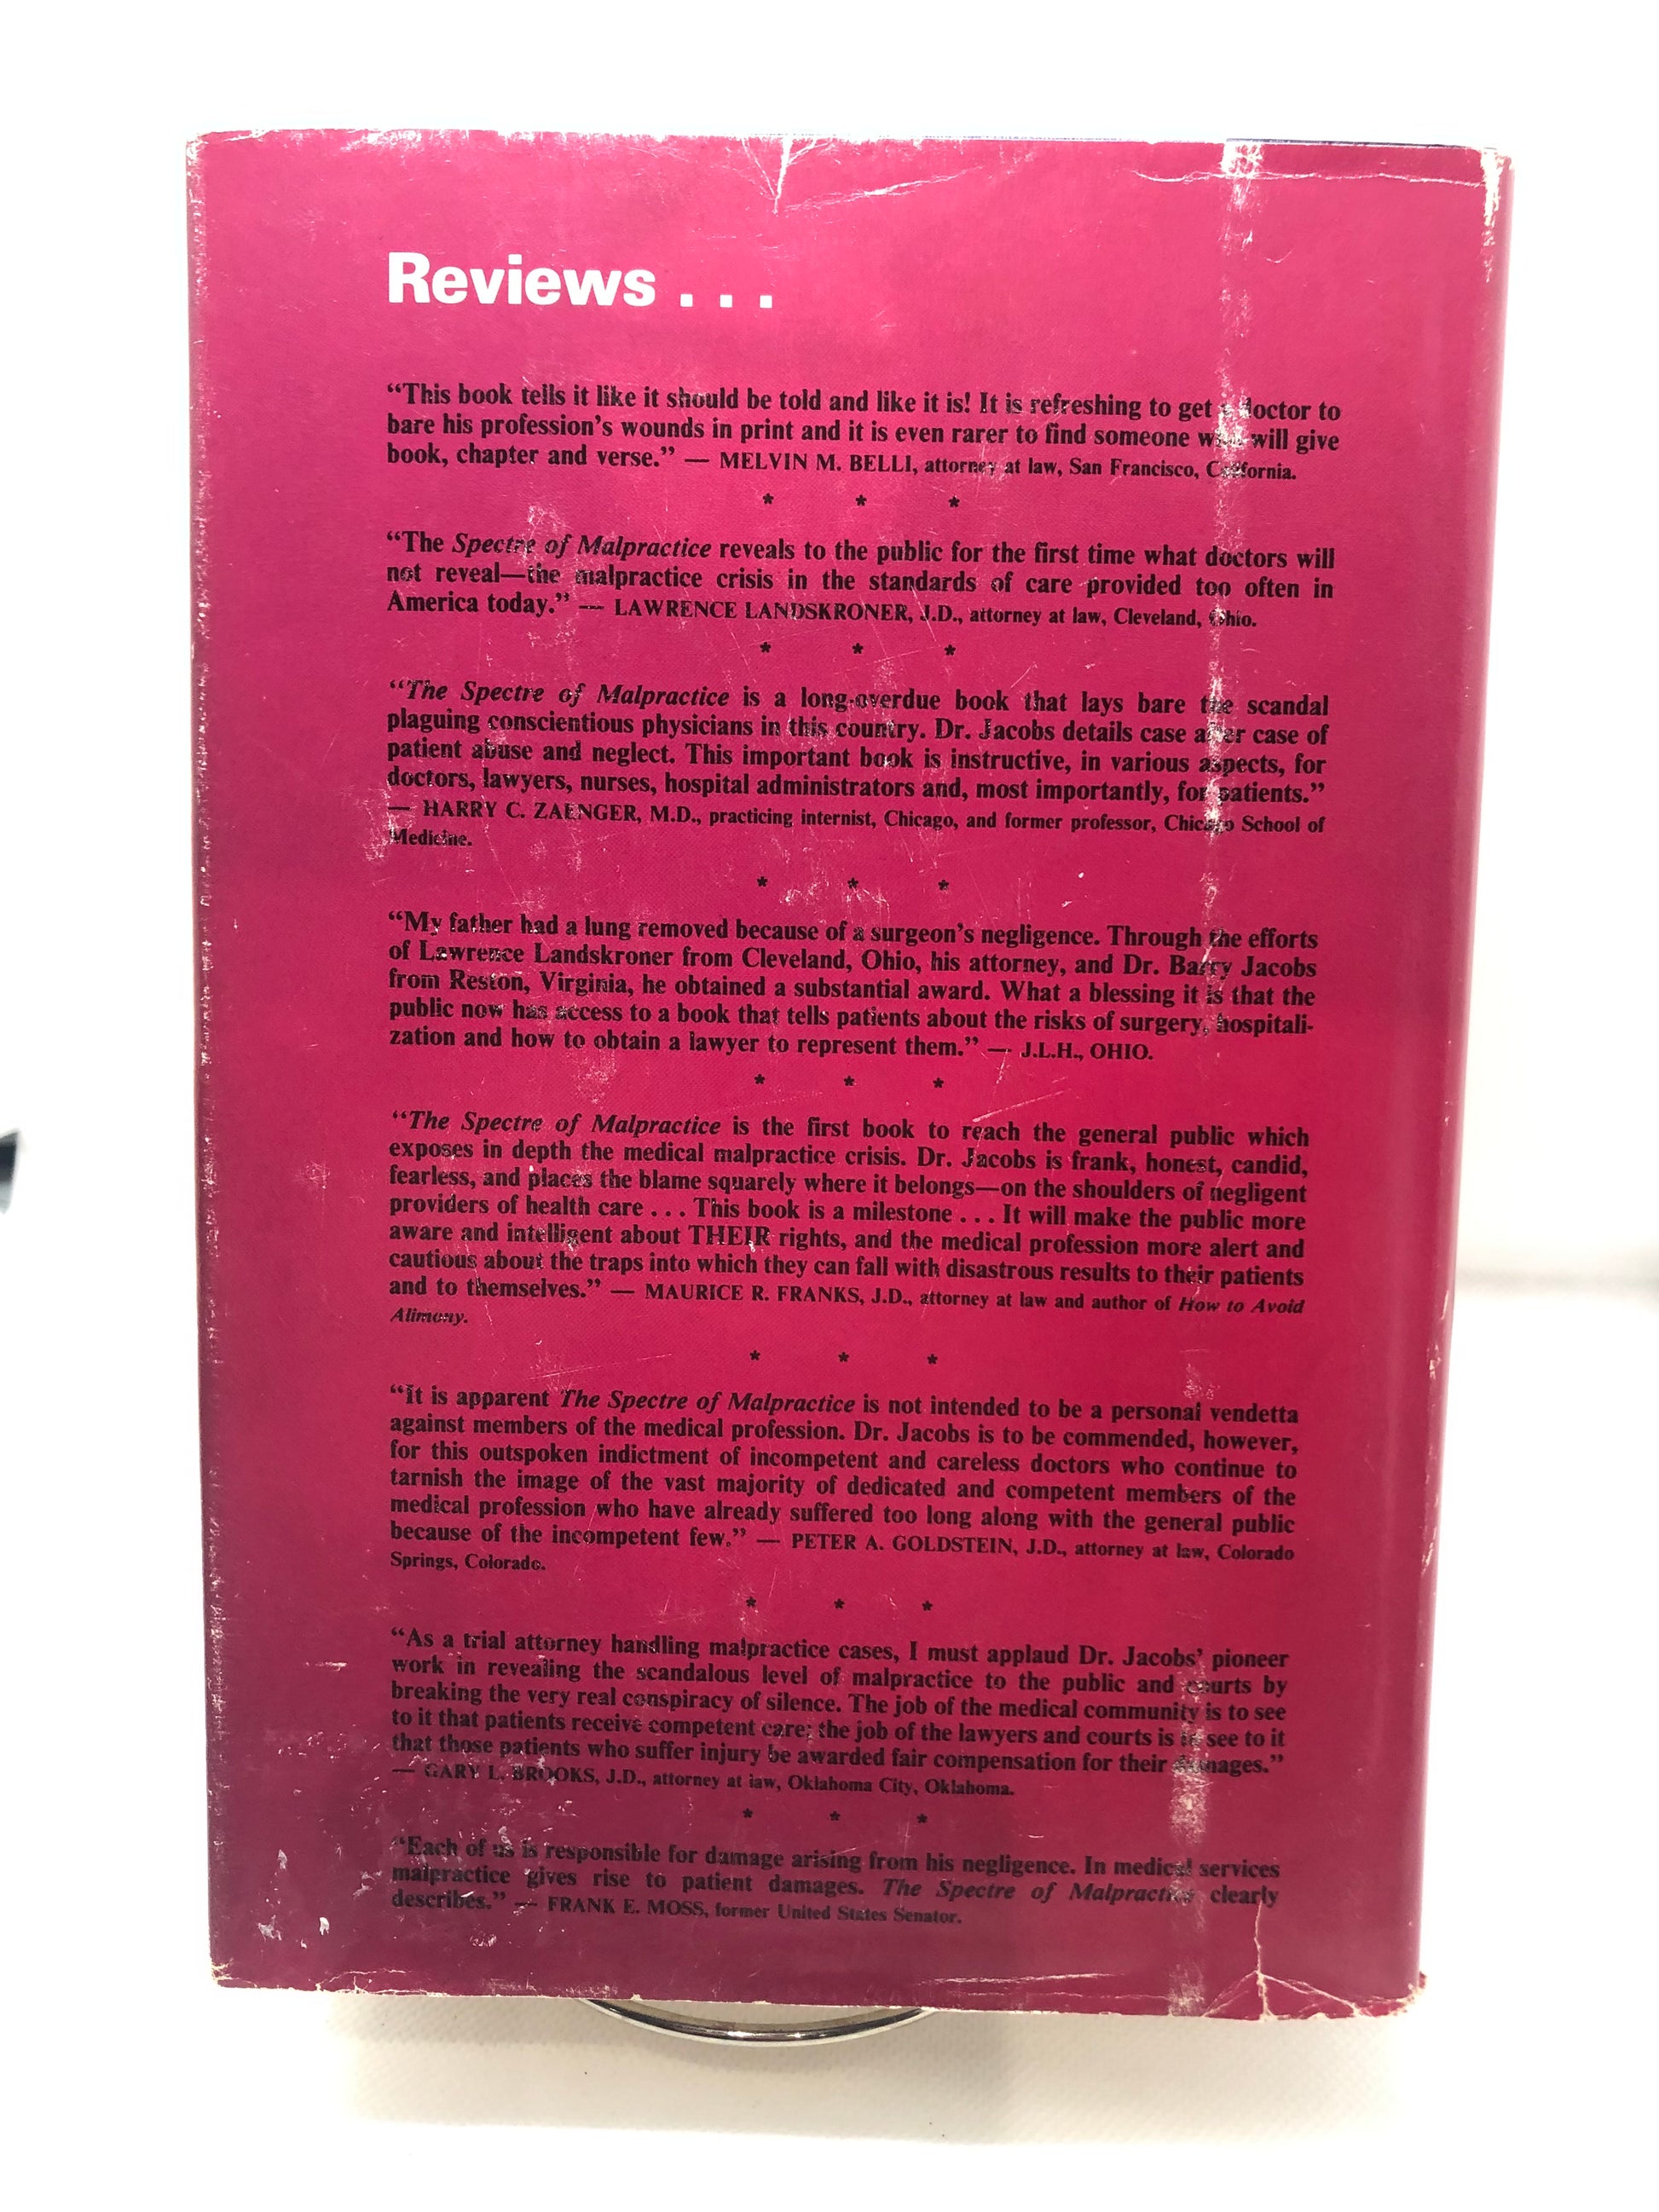 Reviews . . .
“This book tells it like it should be told and like it is! It is refreshing to get a doctor to
bare his profession’s wounds in print and it is even rarer to find someone who will give
book, chapter and verse.” — MELVIN M. BELLI, attorney at law, San Francisco, California.
* * *
“The Spectre of Malpractice reveals to the public for the first time what doctors will
not reveal—the malpractice crisis in the standards of care provided too often in
America today.” — LAWRENCE LANDSKRONER, J.D., attorney at law, Cleveland, Ohio.
* * *
“The Spectre of Malpractice is a long-overdue book that lays bare the scandal
plaguing conscientious physicians in this country. Dr. Jacobs details case after case of
patient abuse and neglect. This important book is instructive, in various aspects, for
doctors, lawyers, nurses, hospital administrators and, most importantly, for patients.”
— HARRY C. ZAENGER, M.D., practicing internist, Chicago, and former professor, Chicago School of
Medicine.
* * *
“My father had a lung removed because of a surgeon’s negligence. Through the efforts
of Lawrence Landskroner from Cleveland, Ohio, his attorney, and Dr. Barry Jacobs
from Reston, Virginia, he obtained a substantial award. What a blessing it is that the
public now has access to a book that tells patients about the risks of surgery, hospitali-
zation and how to obtain a lawyer to represent them.” — J.L.H., OHIO.
* * *
“The Spectre of Malpractice is the first book to reach the general public which
exposes in depth the medical malpractice crisis. Dr. Jacobs is frank, honest, candid,
fearless, and places the blame squarely where it belongs—on the shoulders of negligent
providers of health care . . . This book is a milestone . . . It will make the public more
aware and intelligent about THEIR rights, and the medical profession more alert and
cautious about the traps into which they can fall with disastrous results to their patients
and to themselves.” — MAURICE R. FRANKS, J.D., attorney at law and author of How to Avoid
Alimony.
* * *
“It is apparent The Spectre of Malpractice is not intended to be a personal vendetta
against members of the medical profession. Dr. Jacobs is to be commended, however,
for this outspoken indictment of incompetent and careless doctors who continue to
tarnish the image of the vast majority of dedicated and competent members of the
medical profession who have already suffered too long along with the general public
because of the incompetent few.” — PETER A. GOLDSTEIN, J.D., attorney at law, Colorado
Springs, Colorado.
* * *
“As a trial attorney handling malpractice cases, I must applaud Dr. Jacobs’ pioneer
work in revealing the scandalous level of malpractice to the public and courts by
breaking the very real conspiracy of silence. The job of the medical community is to see
to it that patients receive competent care; the job of the lawyers and courts is to see to it
that those patients who suffer injury be awarded fair compensation for their damages.”
— GARY L. BROOKS, J.D., attorney at law, Oklahoma City, Oklahoma.
* * *
“Each of us is responsible for damage arising from his negligence. In medical services
malpractice gives rise to patient damages. The Spectre of Malpractice clearly
describes.” — FRANK E. MOSS, former United States Senator.